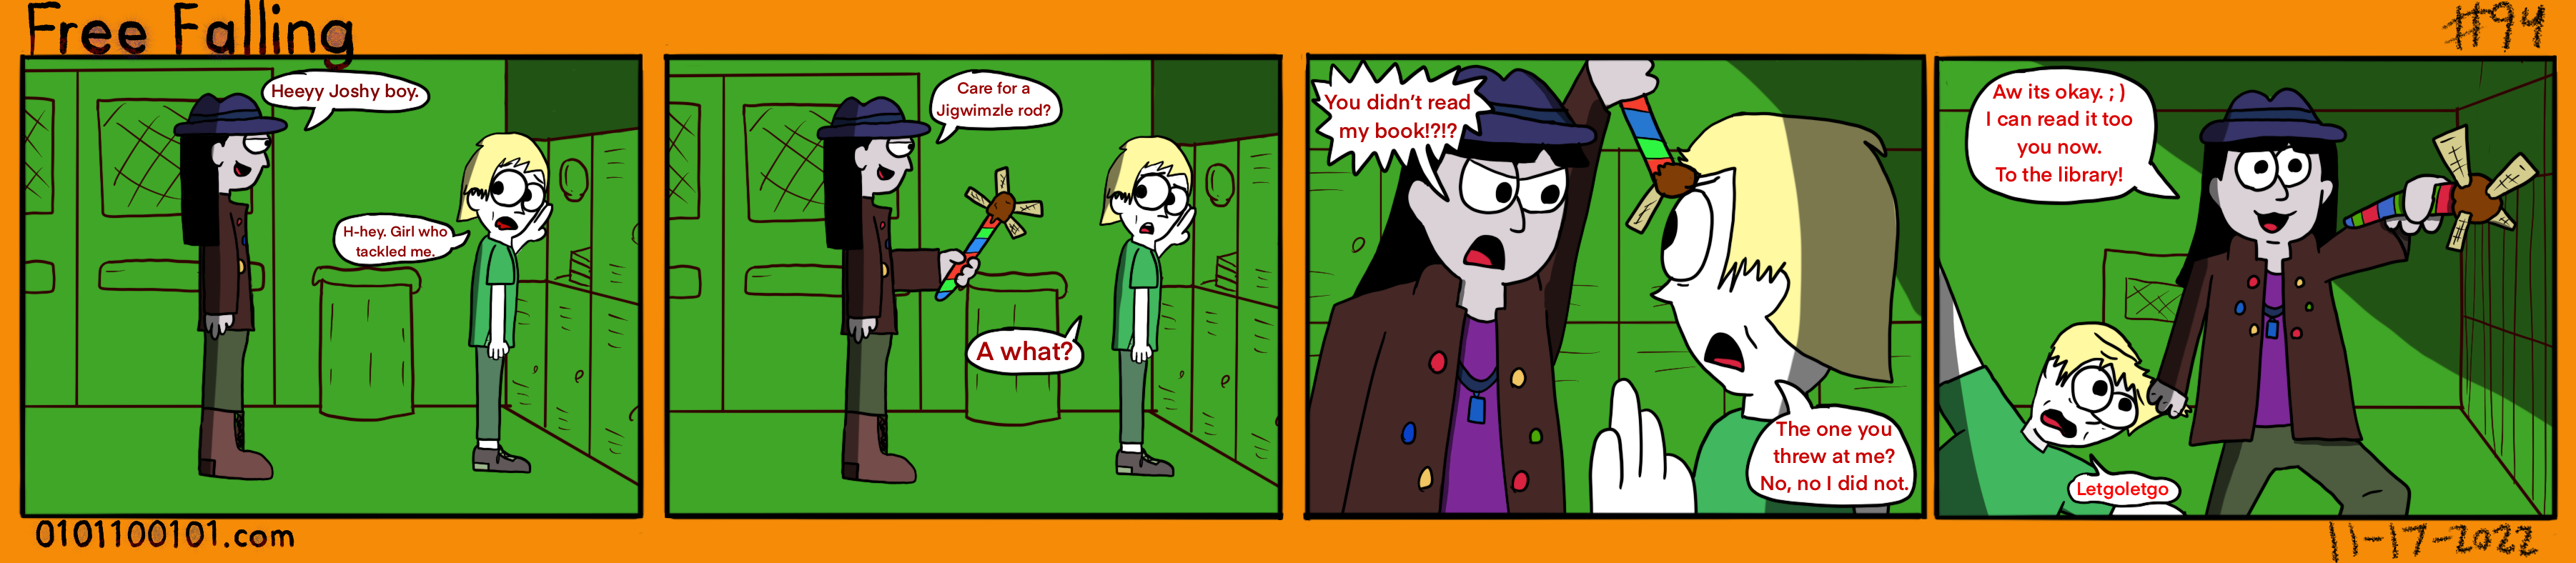 Free Falling
#94
Heeyy Joshy boy.
H-hey. Girl who
tackled me.
Care for a
Jigwimzle rod?
A what?
You didn't read
my book!?!?
The one you
threw at me?
No, no I did not.
Aw its okay. ; )
I can read it too
you now.
To the library!
Letgoletgo
0101100101.com
11-17-2022